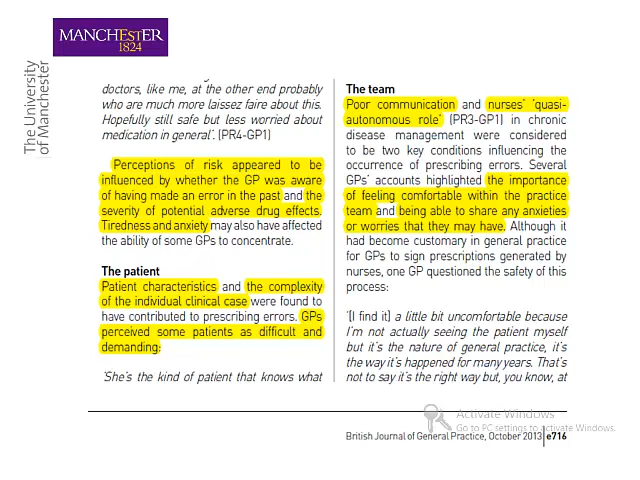 MANCHESTER
1824
The University
of Manchester
doctors, like me, at the other end probably
who are much more laissez faire about this.
Hopefully still safe but less worried about
medication in general'. (PR4-GP1)
Perceptions of risk appeared to be
influenced by whether the GP was aware
of having made an error in the past and the
severity of potential adverse drug effects.
Tiredness and anxiety may also have affected
the ability of some GPs to concentrate.
The patient
Patient characteristics and the complexity
of the individual clinical case were found to
have contributed to prescribing errors. GPs
perceived some patients as difficult and
demanding:
'She's the kind of patient that knows what
The team
Poor communication and nurses' 'quasi-
autonomous role' (PR3-GP1) in chronic
disease management were considered
to be two key conditions influencing the
occurrence of prescribing errors. Several
GPs' accounts highlighted the importance
of feeling comfortable within the practice
team and being able to share any anxieties
or worries that they may have. Although it
had become customary in general practice
for GPs to sign prescriptions generated by
nurses, one GP questioned the safety of this
process:
'[I find it] a little bit uncomfortable because
I'm not actually seeing the patient myself
but it's the nature of general practice, it's
the way it's happened for many years. That's
not to say it's the right way but, you know, at
Activate Windows
Go to PC settings to activate Windows.
British Journal of General Practice, October 2013 e716